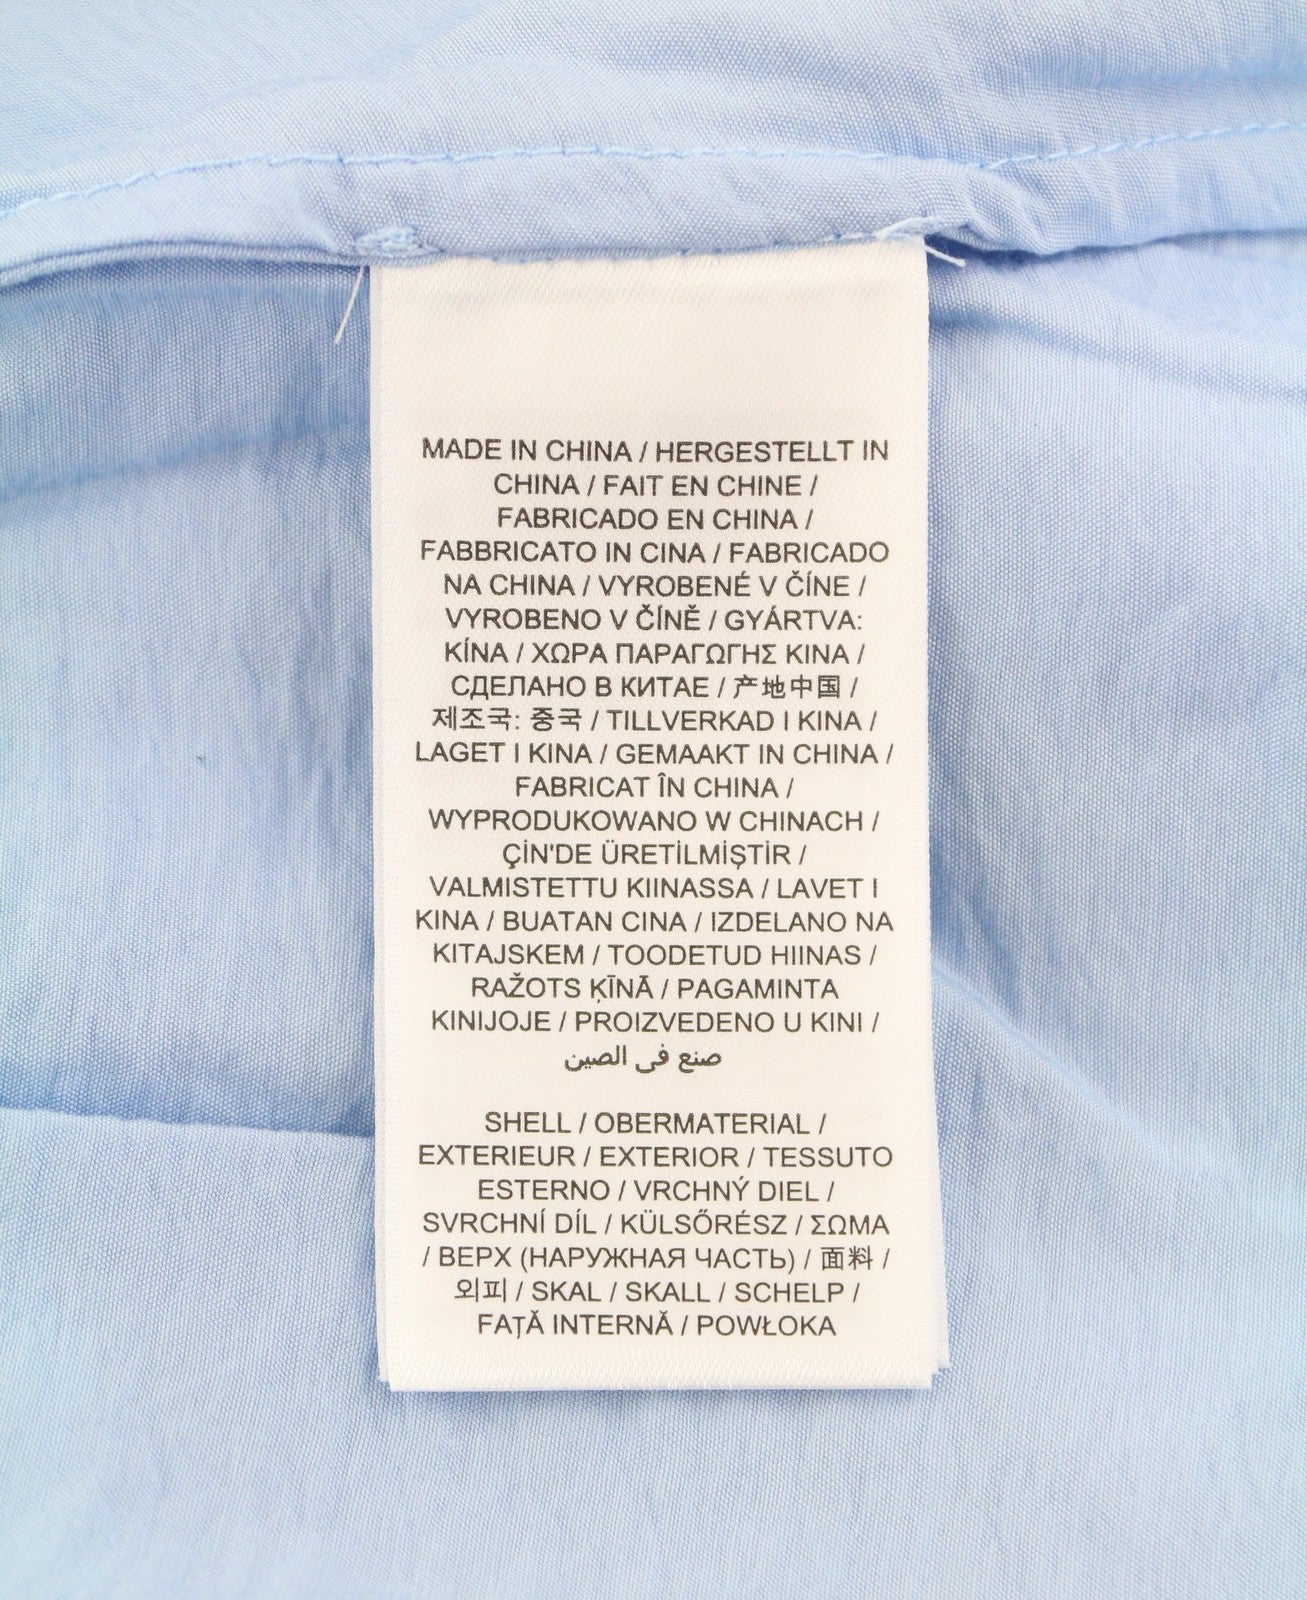 MADE IN CHINA / HERGESTELLT IN
CHINA / FAIT EN CHINE /
FABRICADO EN CHINA /
FABBRICATO IN CINA / FABRICADO
NA CHINA / VYROBENÉ V ČÍNE /
VYROBENO V ČÍNĚ / GYÁRTVA:
KÍNA / ΧΩΡΑ ΠΑΡΑΓΩΓΗΣ ΚΙΝΑ /
СДЕЛАНО В КИТАЕ / 产地中国 /
제조국: 중국 / TILLVERKAD I KINA /
LAGET I KINA / GEMAAKT IN CHINA /
FABRICAT ÎN CHINA /
WYPRODUKOWANO W CHINACH /
ÇİN'DE ÜRETİLMİŞTİR /
VALMISTETTU KIINASSA / LAVET I
KINA / BUATAN CINA / IZDELANO NA
KITAJSKEM / TOODETUD HIINAS /
RAŽOTS ĶĪNĀ / PAGAMINTA
KINIJOJE / PROIZVEDENO U KINI /
صنع في الصين
SHELL / OBERMATERIAL /
EXTERIEUR / EXTERIOR / TESSUTO
ESTERNO / VRCHNÝ DIEL /
SVRCHNÍ DÍL / KÜLSŐRÉSZ / ΣΩΜΑ
/ ВЕРХ (НАРУЖНАЯ ЧАСТЬ) / 面料 /
외피 / SKAL / SKALL / SCHELP /
FAŢĂ INTERNĂ / POWŁOKA